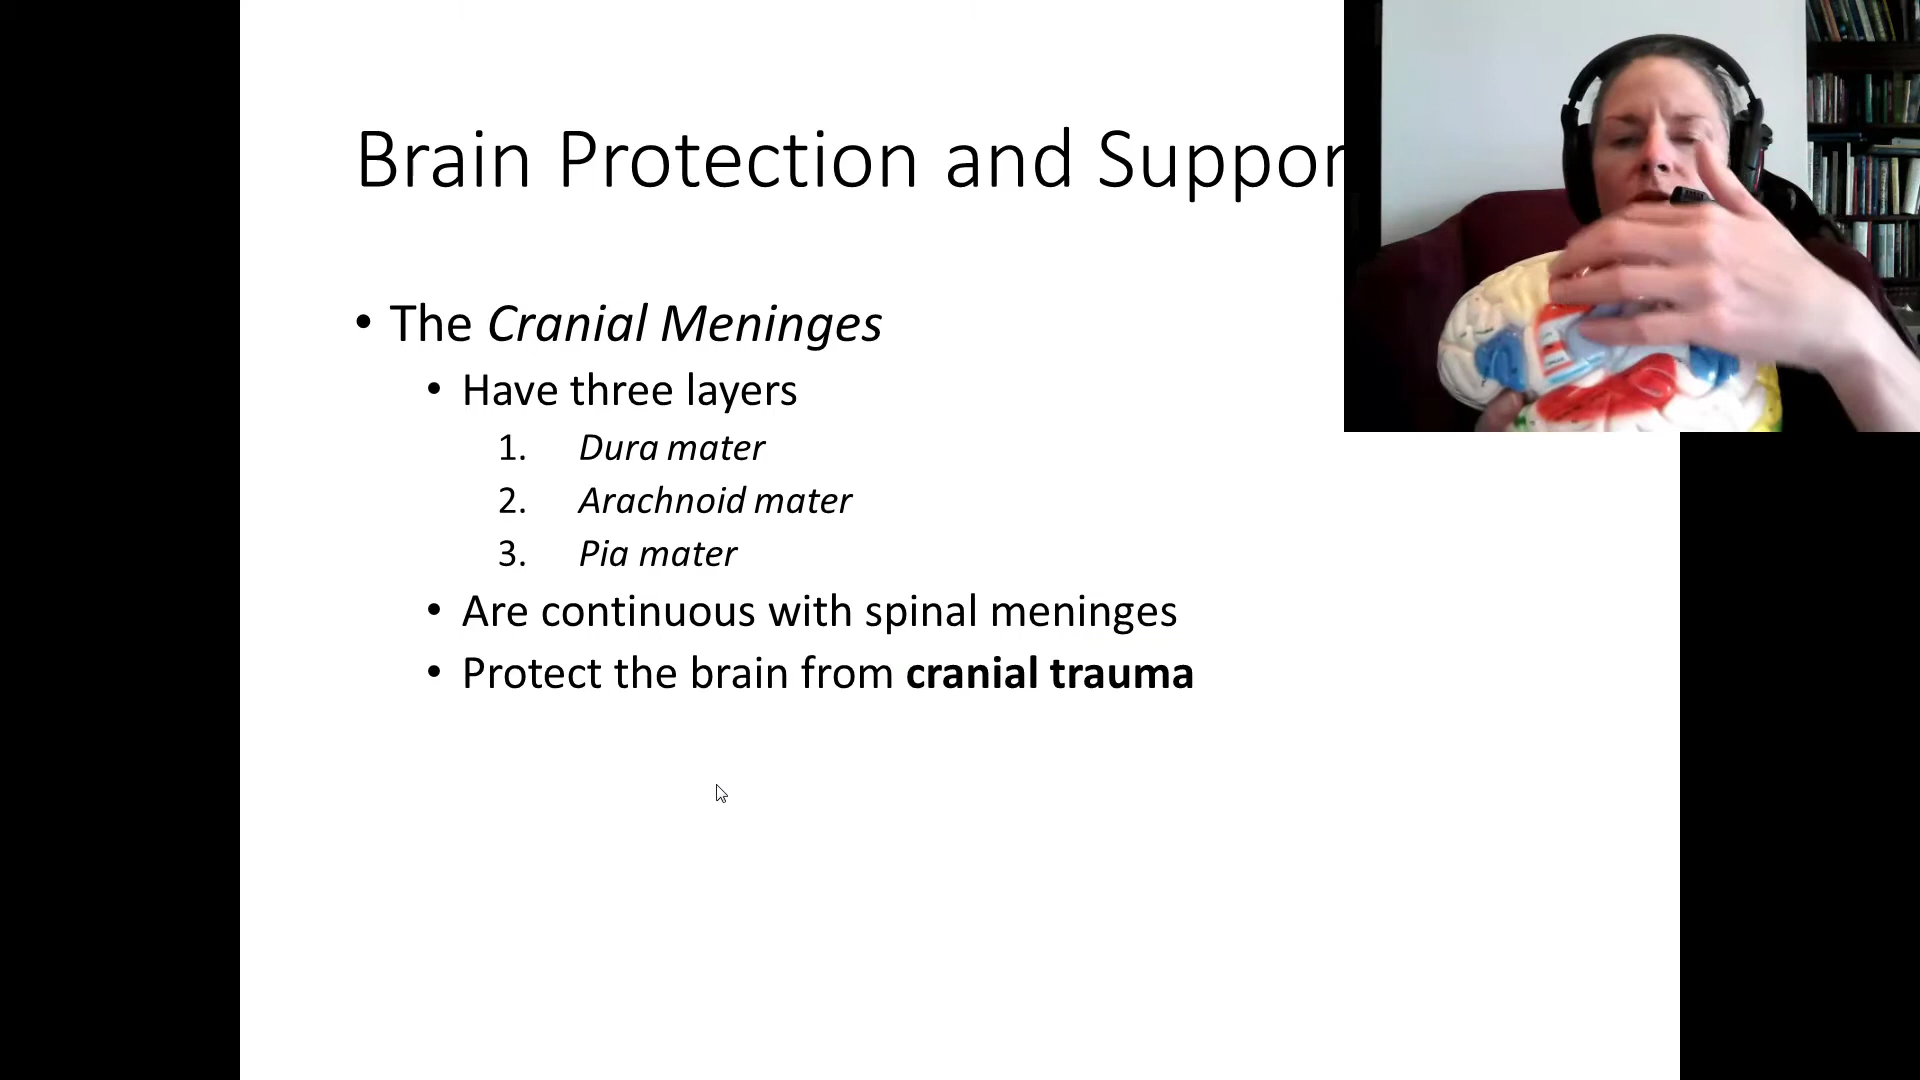 Brain Protection and Suppor
• The Cranial Meninges
• Have three layers
1. Dura mater
2. Arachnoid mater
3. Pia mater
• Are continuous with spinal meninges
• Protect the brain from cranial trauma